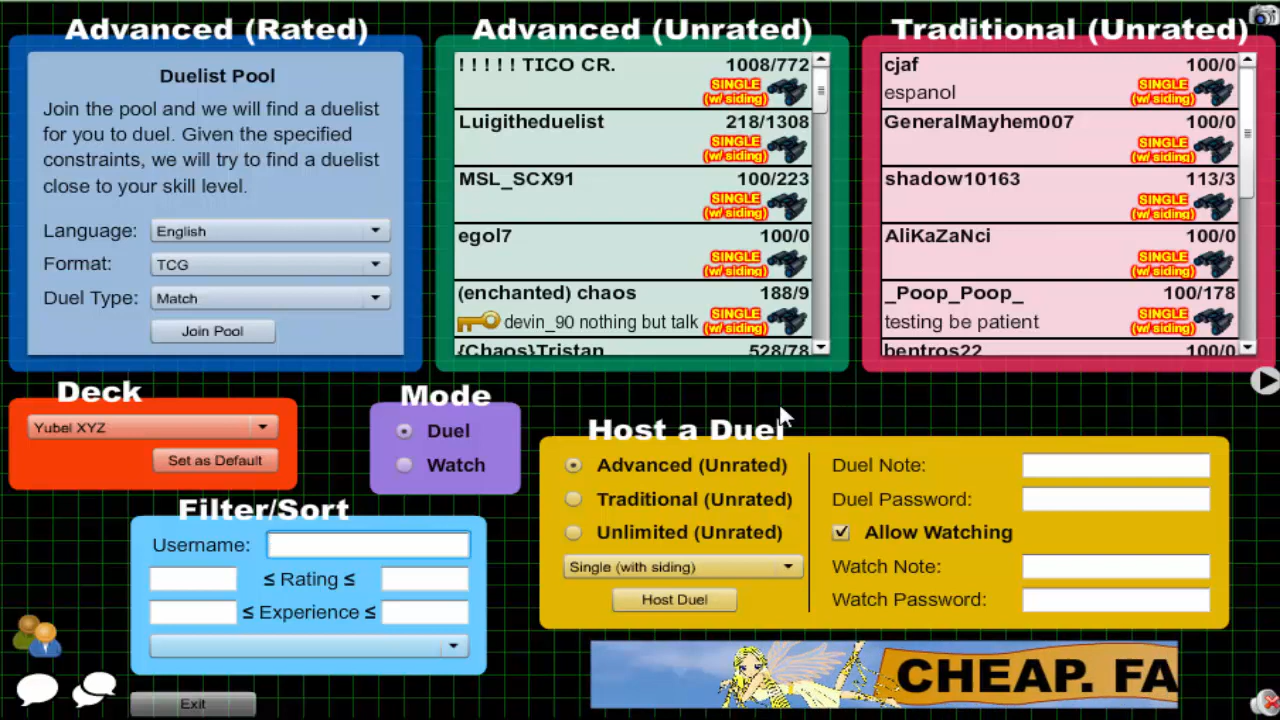 Advanced (Rated)
Duelist Pool
Join the pool and we will find a duelist
for you to duel. Given the specified
constraints, we will try to find a duelist
close to your skill level.
Language: English
Format: TCG
Duel Type: Match
Join Pool
Advanced (Unrated)
! ! ! ! ! TICO CR. 1008/772
SINGLE
(w/ siding)
Luigitheduelist 218/1308
SINGLE
(w/ siding)
MSL_SCX91 100/223
SINGLE
(w/ siding)
egol7 100/0
SINGLE
(w/ siding)
(enchanted) chaos 188/9
devin_90 nothing but talk SINGLE
(w/ siding)
{Chaos}Tristan 528/78
Traditional (Unrated)
cjaf 100/0
espanol SINGLE
(w/ siding)
GeneralMayhem007 100/0
SINGLE
(w/ siding)
shadow10163 113/3
SINGLE
(w/ siding)
AliKaZaNci 100/0
SINGLE
(w/ siding)
_Poop_Poop_ 100/178
testing be patient SINGLE
(w/ siding)
bentros22 100/0
Deck
Yubel XYZ
Set as Default
Mode
Duel
Watch
Filter/Sort
Username:
≤ Rating ≤
≤ Experience ≤
Exit
Host a Duel
Advanced (Unrated)
Traditional (Unrated)
Unlimited (Unrated)
Single (with siding)
Host Duel
Duel Note:
Duel Password:
Allow Watching
Watch Note:
Watch Password:
CHEAP. FA